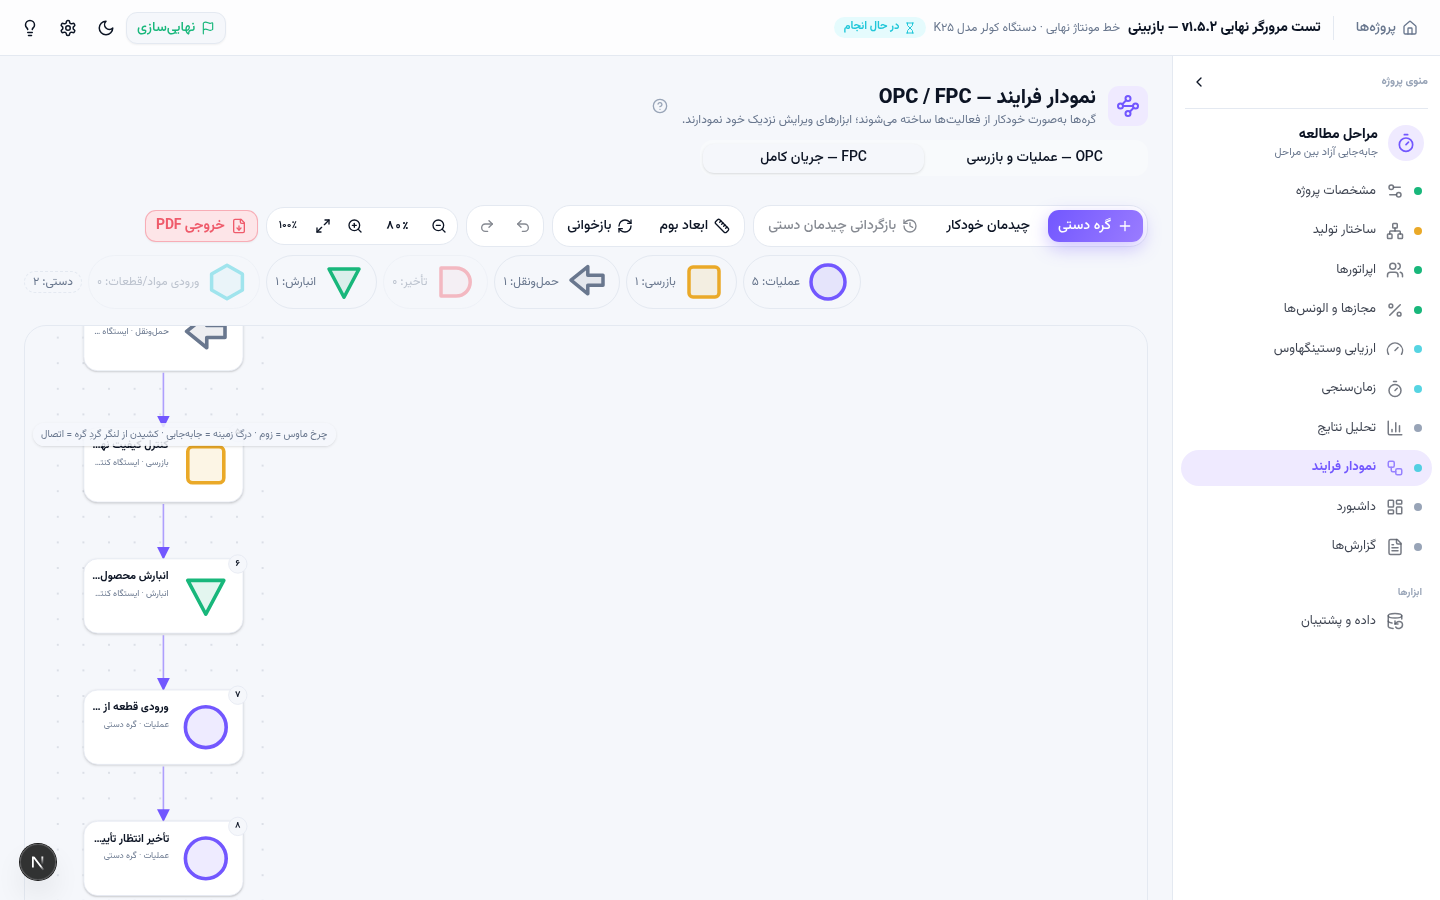 پروژه‌ها
تست مرورگر نهایی v۱.۵.۲ — بازبینی
خط مونتاژ نهایی · دستگاه کولر مدل K۲۵
در حال انجام
نهایی‌سازی
منوی پروژه
مراحل مطالعه
جابه‌جایی آزاد بین مراحل
مشخصات پروژه
ساختار تولید
اپراتورها
مجازها و الونس‌ها
ارزیابی وستینگهاوس
زمان‌سنجی
تحلیل نتایج
نمودار فرایند
داشبورد
گزارش‌ها
ابزارها
داده و پشتیبان
نمودار فرایند — OPC / FPC
گره‌ها به‌صورت خودکار از فعالیت‌ها ساخته می‌شوند؛ ابزارهای ویرایش نزدیک خود نمودارند.
OPC — عملیات و بازرسی
FPC — جریان کامل
گره دستی
چیدمان خودکار
بازگردانی چیدمان دستی
ابعاد بوم
بازخوانی
۸۰٪
۱۰۰٪
خروجی PDF
عملیات: ۵
بازرسی: ۱
حمل‌ونقل: ۱
تأخیر: ۰
انبارش: ۱
ورودی مواد/قطعات: ۰
دستی: ۲
حمل‌ونقل · ایستگاه ...
چرخ ماوس = زوم · درگ زمینه = جابه‌جایی · کشیدن از لنگر گردِ گره = اتصال
کنترل کیفیت نه...
بازرسی · ایستگاه کنت...
۶
انبارش محصول...
انبارش · ایستگاه کنت...
۷
ورودی قطعه از ...
عملیات · گره دستی
۸
تأخیر انتظار تأیی...
عملیات · گره دستی
N